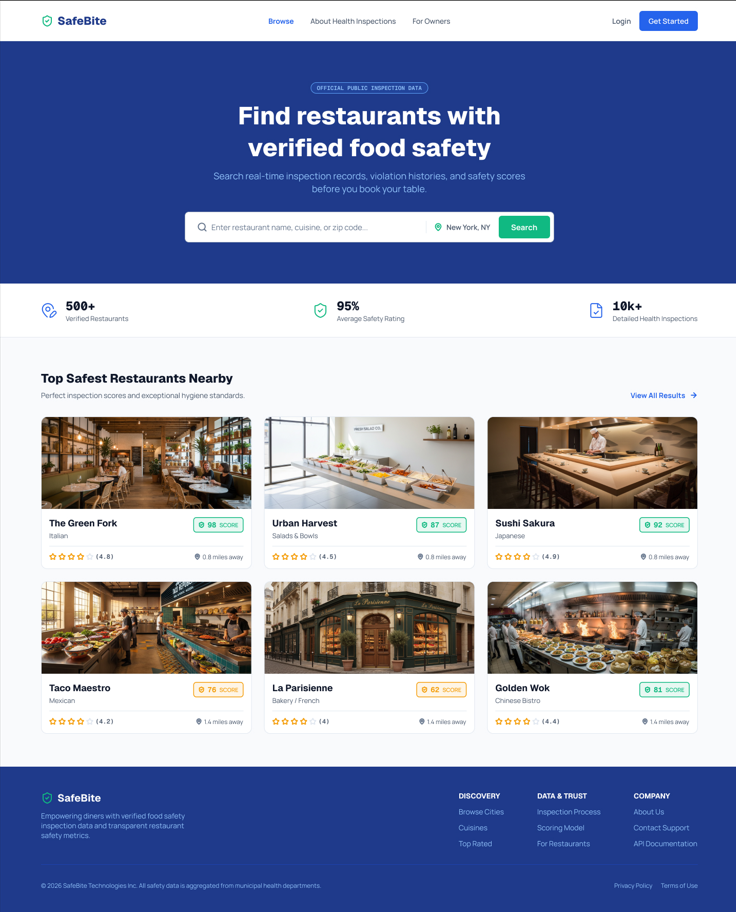 SafeBite
Browse
About Health Inspections
For Owners
Login
Get Started
OFFICIAL PUBLIC INSPECTION DATA
Find restaurants with
verified food safety
Search real-time inspection records, violation histories, and safety scores
before you book your table.
Enter restaurant name, cuisine, or zip code...
New York, NY
Search
500+
Verified Restaurants
95%
Average Safety Rating
10k+
Detailed Health Inspections
Top Safest Restaurants Nearby
Perfect inspection scores and exceptional hygiene standards.
View All Results
The Green Fork
98 SCORE
Italian
(4.8)
0.8 miles away
Urban Harvest
87 SCORE
Salads & Bowls
(4.5)
0.8 miles away
Sushi Sakura
92 SCORE
Japanese
(4.9)
0.8 miles away
Taco Maestro
76 SCORE
Mexican
(4.2)
1.4 miles away
La Parisienne
La Parisienne
62 SCORE
Bakery / French
(4)
1.4 miles away
Golden Wok
81 SCORE
Chinese Bistro
(4.4)
1.4 miles away
SafeBite
Empowering diners with verified food safety
inspection data and transparent restaurant
safety metrics.
DISCOVERY
Browse Cities
Cuisines
Top Rated
DATA & TRUST
Inspection Process
Scoring Model
For Restaurants
COMPANY
About Us
Contact Support
API Documentation
© 2026 SafeBite Technologies Inc. All safety data is aggregated from municipal health departments.
Privacy Policy
Terms of Use